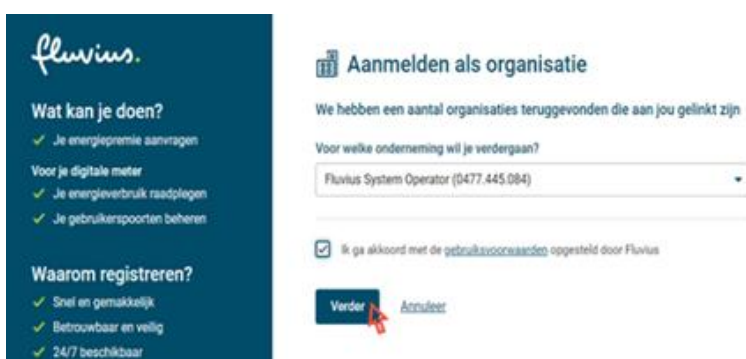 fluvius.
Wat kan je doen?
Je energiepremie aanvragen
Voor je digitale meter
Je energieverbruik raadplegen
Je gebruikerspoorten beheren
Waarom registreren?
Snel en gemakkelijk
Betrouwbaar en veilig
24/7 beschikbaar
Aanmelden als organisatie
We hebben een aantal organisaties teruggevonden die aan jou gelinkt zijn
Voor welke onderneming wil je verdergaan?
Fluvius System Operator (0477.445.084)
Ik ga akkoord met de gebruiksvoorwaarden opgesteld door Fluvius
Verder Annuleer